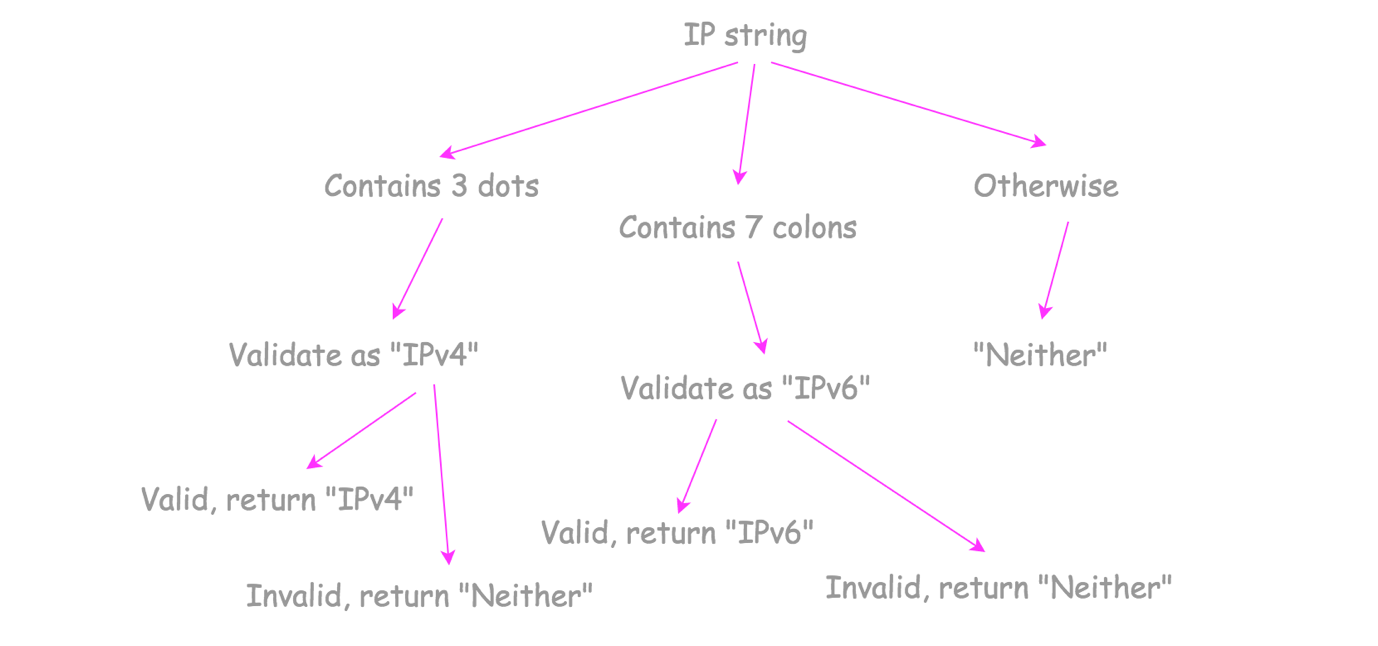 IP string
Contains 3 dots
Otherwise
Contains 7 colons
Validate as "IPv4"
"Neither"
Validate as "IPv6"
Valid, return "IPv4"
Valid, return "IPv6"
Invalid, return "Neither"
Invalid, return "Neither"